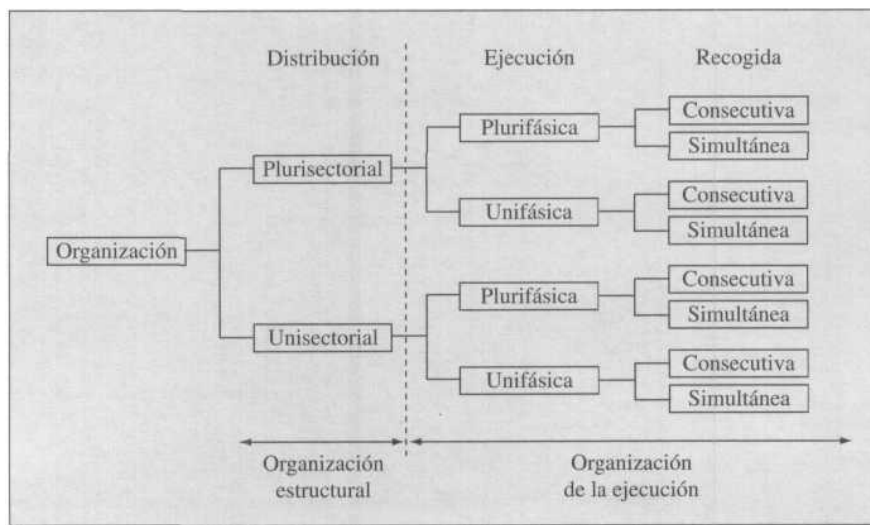 Distribución
Ejecución
Recogida
Plurifásica
Consecutiva
Simultánea
Plurisectorial
Unifásica
Consecutiva
Simultánea
Organización
Plurifásica
Consecutiva
Simultánea
Unisectorial
Unifásica
Consecutiva
Simultánea
Organización
estructural
Organización
de la ejecución